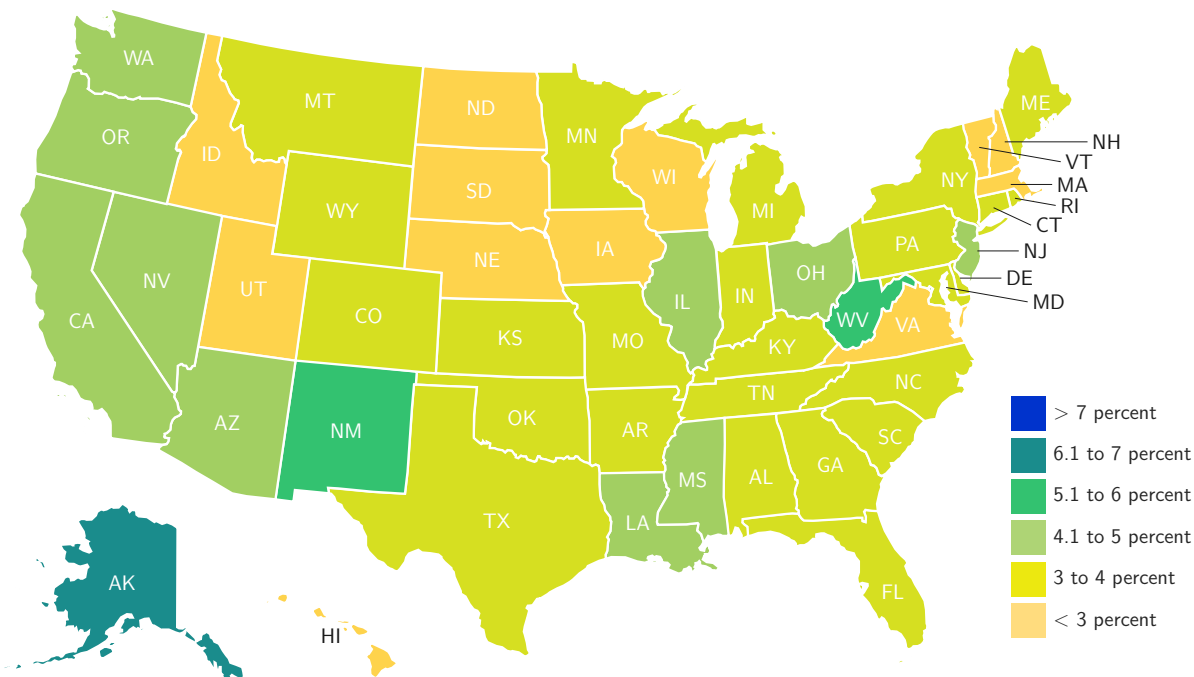 WA
ME
MT
ND
OR
MN
NH
ID
VT
WI
NY
MA
SD
RI
WY
MI
CT
PA
IA
NJ
NE
OH
NV
DE
UT
IN
IL
MD
CO
CA
WV
VA
KS
MO
KY
NC
TN
> 7 percent
OK
AZ
NM
AR
SC
6.1 to 7 percent
GA
AL
MS
5.1 to 6 percent
TX
LA
4.1 to 5 percent
AK
3 to 4 percent
FL
< 3 percent
HI